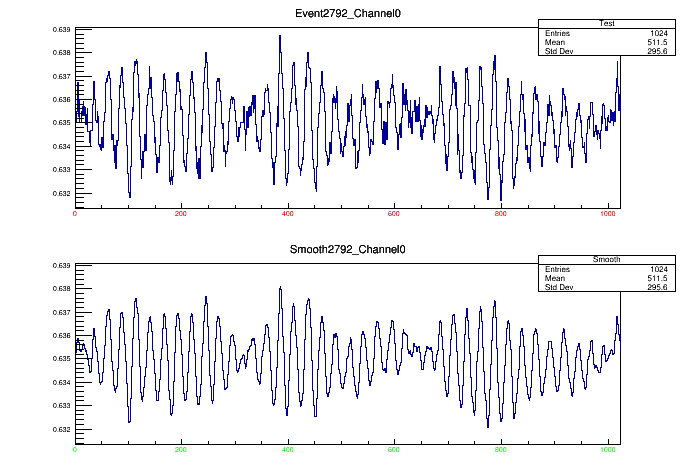 Event2792_Channel0
Test
Entries 1024
Mean 511.5
Std Dev 295.6
0.639
0.638
0.637
0.636
0.635
0.634
0.633
0.632
0 200 400 600 800 1000
Smooth2792_Channel0
Smooth
Entries 1024
Mean 511.5
Std Dev 295.6
0.639
0.638
0.637
0.636
0.635
0.634
0.633
0.632
0 200 400 600 800 1000